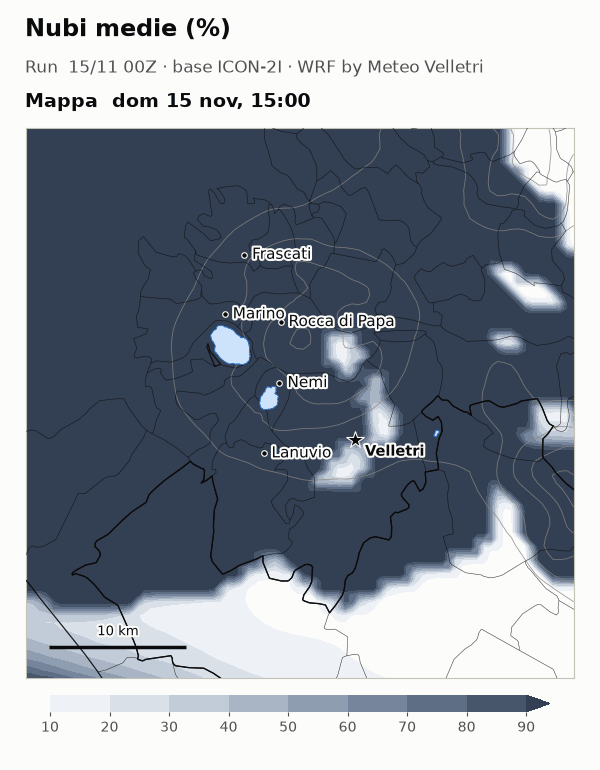 Nubi medie (%)
Run  15/11 00Z · base ICON-2I · WRF by Meteo Velletri
Mappa  dom 15 nov, 15:00
Frascati
Marino
Rocca di Papa
Nemi
Velletri
Lanuvio
10 km
10 20 30 40 50 60 70 80 90